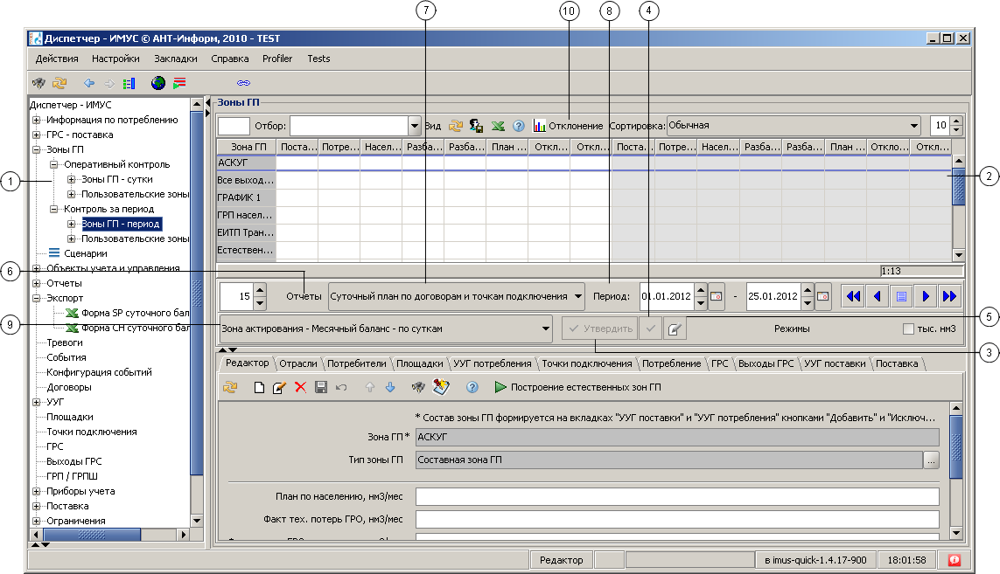 7
10
8
4
Диспетчер - ИМУС © АНТ-Информ, 2010 - TEST
Действия Настройки Закладки Справка Profiler Tests
Диспетчер - ИМУС
Информация по потреблению
ГРС - поставка
Зоны ГП
Оперативный контроль
Зоны ГП - сутки
Пользовательские зоны
Контроль за период
Зоны ГП - период
Пользовательские зоны
Сценарии
Объекты учета и управления
Отчеты
Экспорт
Форма SP суточного бал
Форма CH суточного бал
Тревоги
События
Конфигурация событий
Договоры
УУГ
Площадки
Точки подключения
ГРС
Выходы ГРС
ГРП / ГРПШ
Приборы учета
Поставка
Ограничения
1
6
9
Зоны ГП
Отбор: Вид Отклонение Сортировка: Обычная 10
Зона ГП Поста... Потре... Насел... Разба... Разба... План ... Откл... Откл... Поста... Потре... Насел... Разба... Разба... План ... Откло... Откл...
АСКУГ
Все выход...
ГРАФИК 1
ГРП насел...
ЕИТП Тран...
Естествен...
2
1:13
15 Отчеты Суточный план по договорам и точкам подключения Период: 01.01.2012 - 25.01.2012
5
Зона актирования - Месячный баланс - по суткам Утвердить Режимы тыс. нм3
3
Редактор Отрасли Потребители Площадки УУГ потребления Точки подключения Потребление ГРС Выходы ГРС УУГ поставки Поставка
Построение естественных зон ГП
* Состав зоны ГП формируется на вкладках "УУГ поставки" и "УУГ потребления" кнопками "Добавить" и "Исключ...
Зона ГП * АСКУГ
Тип зоны ГП Составная зона ГП ...
План по населению, нм3/мес
Факт тех. потерь ГРО, нм3/мес
Редактор в imus-quick-1.4.17-900 18:01:58